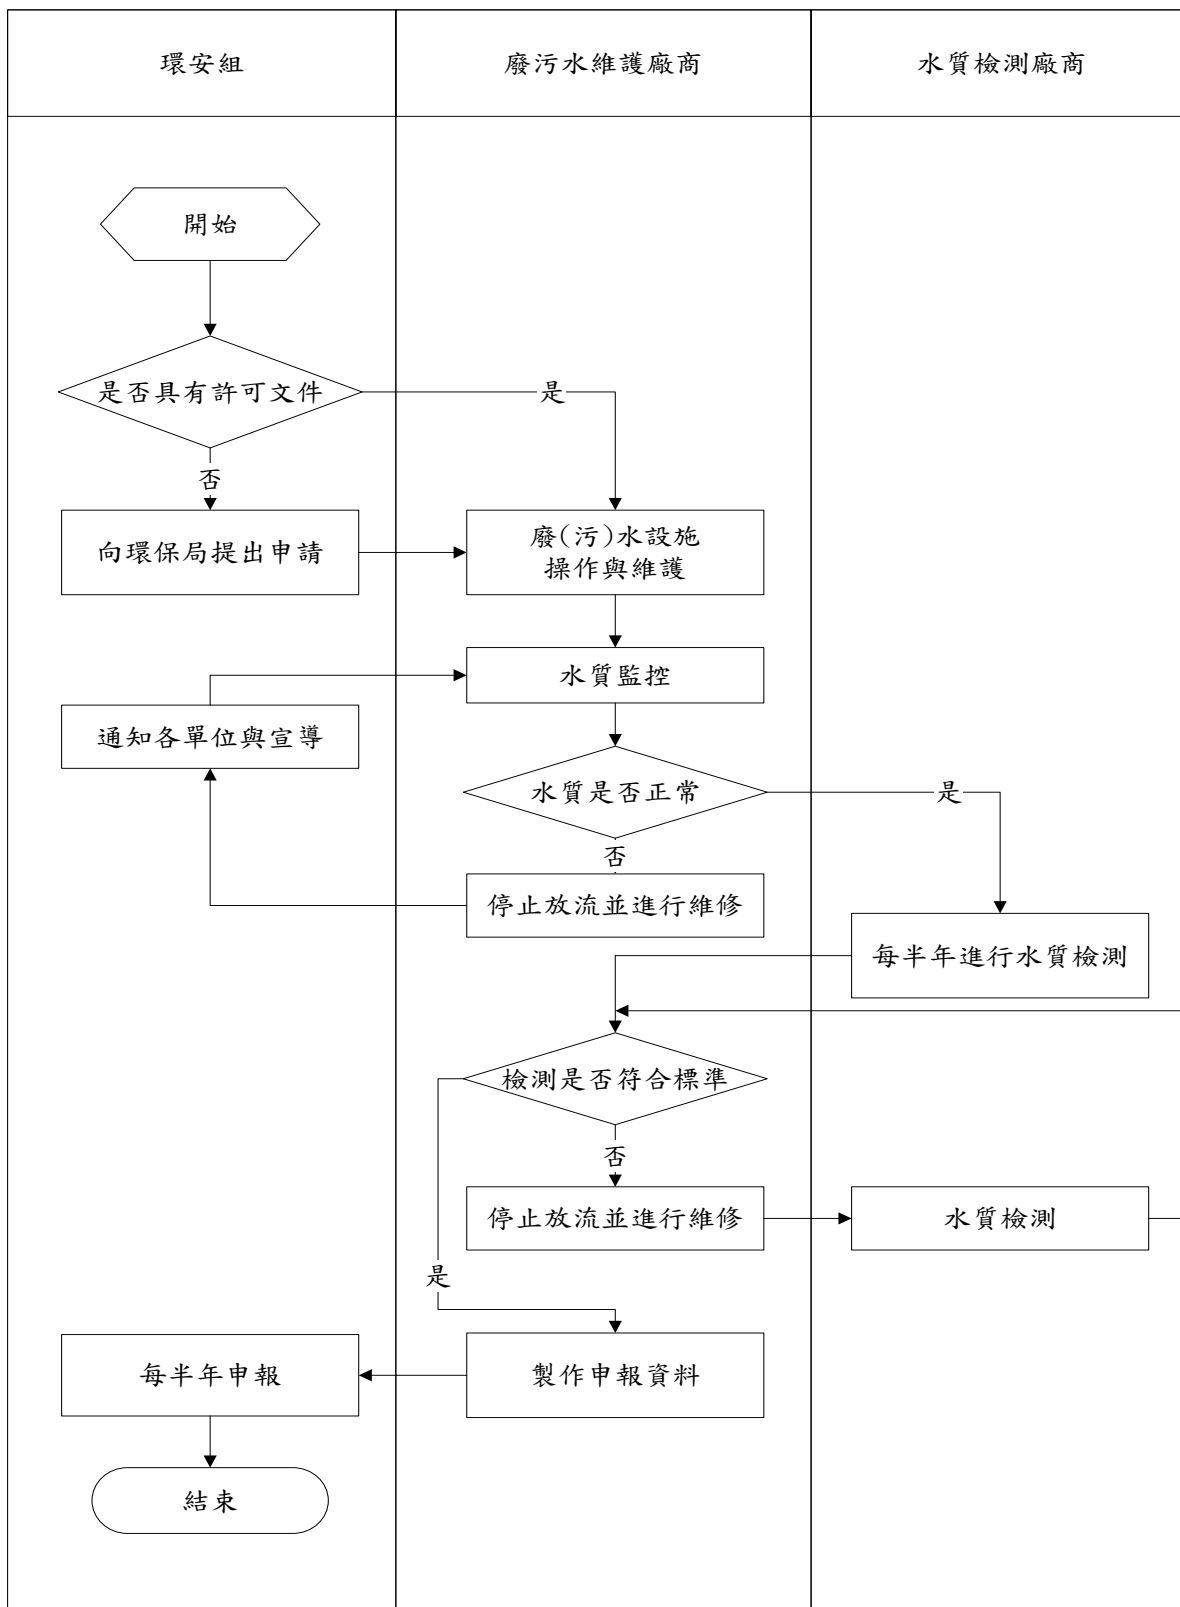 環安組
廢污水維護廠商
水質檢測廠商
開始
是否具有許可文件
是
否
向環保局提出申請
廢(污)水設施
操作與維護
水質監控
通知各單位與宣導
水質是否正常
是
否
停止放流並進行維修
每半年進行水質檢測
檢測是否符合標準
否
停止放流並進行維修
水質檢測
是
每半年申報
製作申報資料
結束